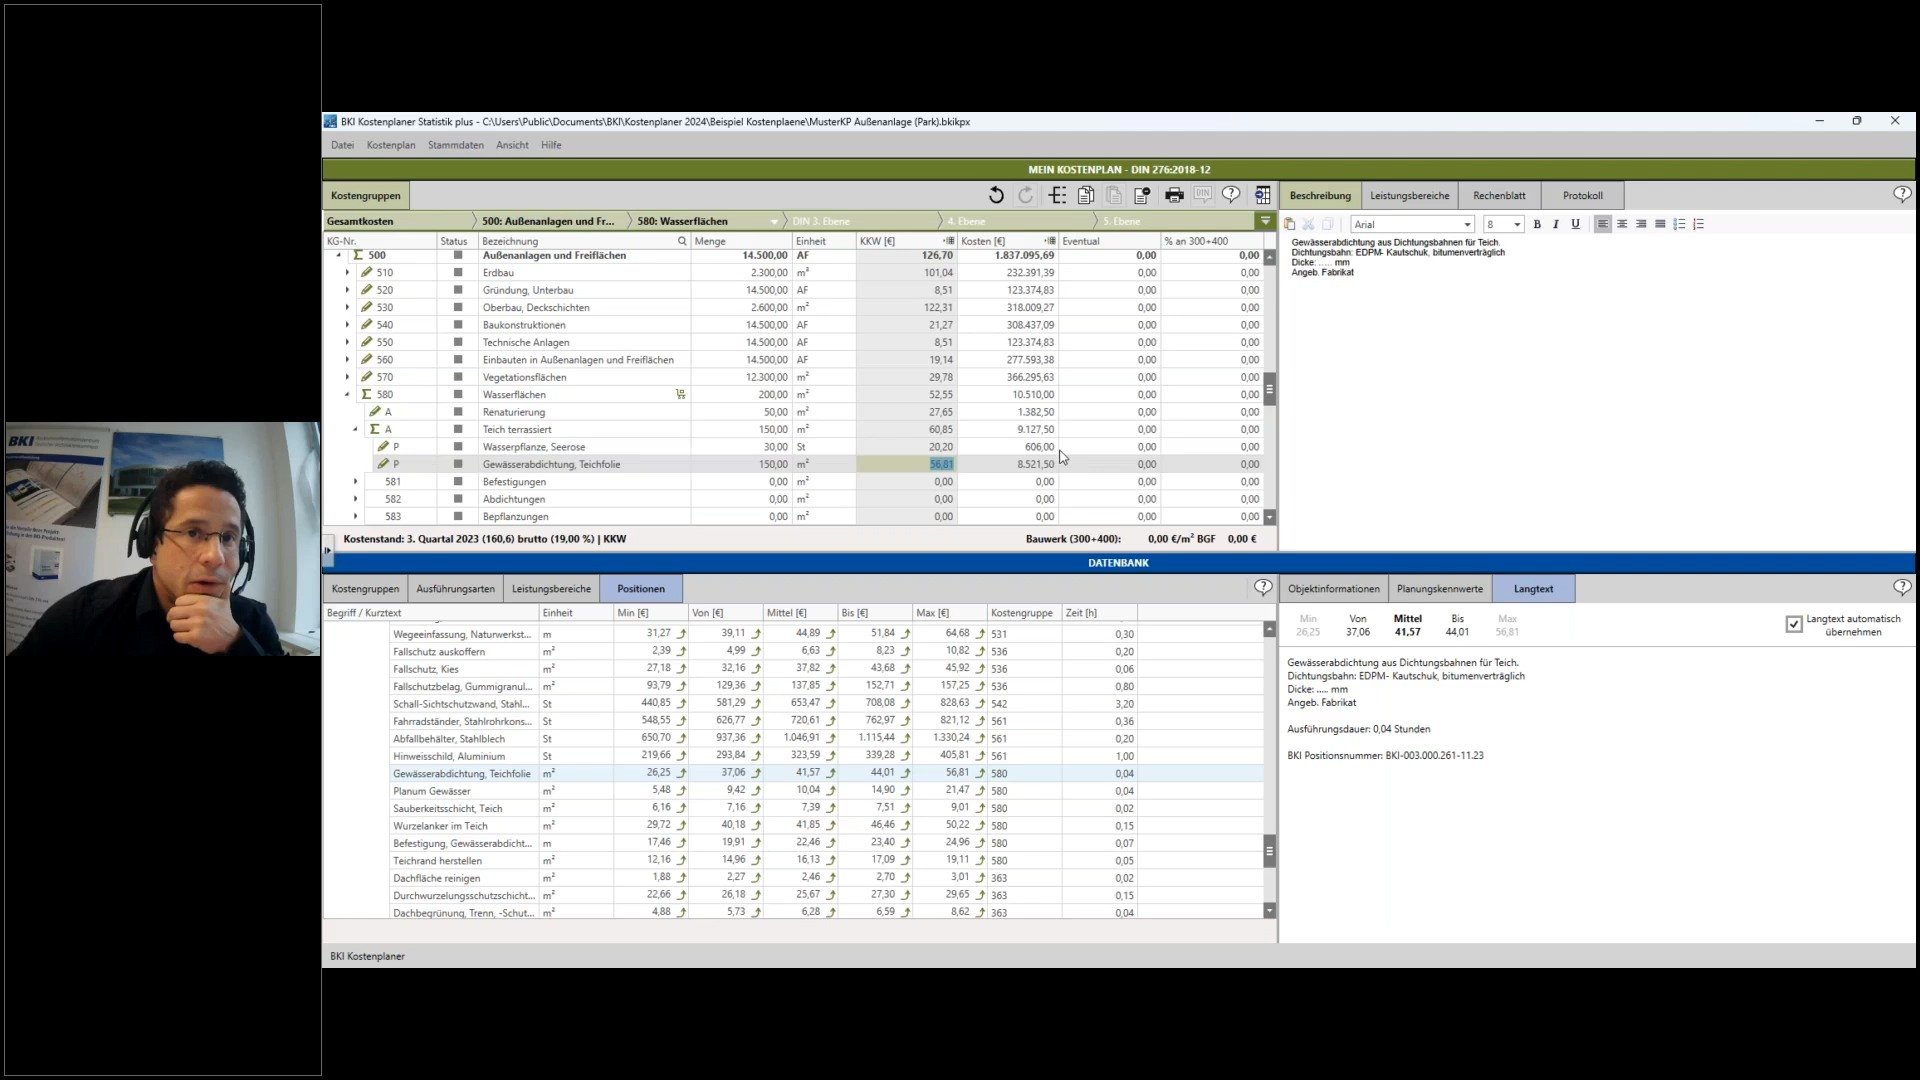 BKI Kostenplaner Statistik plus - C:\Users\Public\Documents\BKI\Kostenplaner 2024\Beispiel Kostenplaene\MusterKP Außenanlage (Park).bkikpx
Datei Kostenplan Stammdaten Ansicht Hilfe
MEIN KOSTENPLAN - DIN 276:2018-12
Kostengruppen
Beschreibung Leistungsbereiche Rechenblatt Protokoll
Gesamtkosten 500: Außenanlagen und Fr... 580: Wasserflächen DIN 3. Ebene 4. Ebene 5. Ebene
Arial 8 B I U
KG-Nr. Status Bezeichnung Menge Einheit KKW [€] Kosten [€] Eventual % an 300+400
500 Außenanlagen und Freiflächen 14.500,00 AF 126,70 1.837.095,69 0,00 0,00
510 Erdbau 2.300,00 m³ 101,04 232.391,39 0,00 0,00
520 Gründung, Unterbau 14.500,00 AF 8,51 123.374,83 0,00 0,00
530 Oberbau, Deckschichten 2.600,00 m² 122,31 318.009,27 0,00 0,00
540 Baukonstruktionen 14.500,00 AF 21,27 308.437,09 0,00 0,00
550 Technische Anlagen 14.500,00 AF 8,51 123.374,83 0,00 0,00
560 Einbauten in Außenanlagen und Freiflächen 14.500,00 AF 19,14 277.593,38 0,00 0,00
570 Vegetationsflächen 12.300,00 m² 29,78 366.295,63 0,00 0,00
580 Wasserflächen 200,00 m² 52,55 10.510,00 0,00 0,00
A Renaturierung 50,00 m² 27,65 1.382,50 0,00 0,00
A Teich terrassiert 150,00 m² 60,85 9.127,50 0,00 0,00
P Wasserpflanze, Seerose 30,00 St 20,20 606,00 0,00 0,00
P Gewässerabdichtung, Teichfolie 150,00 m² 56,81 8.521,50 0,00 0,00
581 Befestigungen 0,00 m² 0,00 0,00 0,00 0,00
582 Abdichtungen 0,00 m² 0,00 0,00 0,00 0,00
583 Bepflanzungen 0,00 m² 0,00 0,00 0,00 0,00
Kostenstand: 3. Quartal 2023 (160,6) brutto (19,00 %) | KKW Bauwerk (300+400): 0,00 €/m² BGF 0,00 €
Gewässerabdichtung aus Dichtungsbahnen für Teich.
Dichtungsbahn: EDPM- Kautschuk, bitumenverträglich
Dicke: ..... mm
Angeb. Fabrikat
DATENBANK
Kostengruppen Ausführungsarten Leistungsbereiche Positionen
Begriff / Kurztext Einheit Min [€] Von [€] Mittel [€] Bis [€] Max [€] Kostengruppe Zeit [h]
Wegeeinfassung, Naturwerkst... m 31,27 39,11 44,89 51,84 64,68 531 0,30
Fallschutz auskoffern m² 2,39 4,99 6,63 8,23 10,82 536 0,20
Fallschutz, Kies m² 27,18 32,16 37,82 43,68 45,92 536 0,06
Fallschutzbelag, Gummigranul... m² 93,79 129,36 137,85 152,71 157,25 536 0,80
Schall-Sichtschutzwand, Stahl... St 440,85 581,29 653,47 708,08 828,63 542 3,20
Fahrradständer, Stahlrohrkons... St 548,55 626,77 720,61 762,97 821,12 561 0,36
Abfallbehälter, Stahlblech St 650,70 937,36 1.046,91 1.115,44 1.330,24 561 0,20
Hinweisschild, Aluminium St 219,66 293,84 323,59 339,28 405,81 561 1,00
Gewässerabdichtung, Teichfolie m² 26,25 37,06 41,57 44,01 56,81 580 0,04
Planum Gewässer m² 5,48 9,42 10,04 14,90 21,47 580 0,04
Sauberkeitsschicht, Teich m² 6,16 7,16 7,39 7,51 9,01 580 0,02
Wurzelanker im Teich m² 29,72 40,18 41,85 46,46 50,22 580 0,15
Befestigung, Gewässerabdicht... m 17,46 19,91 22,46 23,40 24,96 580 0,07
Teichrand herstellen m² 12,16 14,96 16,13 17,09 19,11 580 0,05
Dachfläche reinigen m² 1,88 2,27 2,46 2,70 3,01 363 0,02
Durchwurzelungsschutzschicht... m² 22,66 26,18 25,67 27,30 29,65 363 0,15
Dachbegrünung, Trenn, -Schut... m² 4,88 5,73 6,28 6,59 8,62 363 0,04
Objektinformationen Planungskennwerte Langtext
Min Von Mittel Bis Max
26,25 37,06 41,57 44,01 56,81
Langtext automatisch
übernehmen
Gewässerabdichtung aus Dichtungsbahnen für Teich.
Dichtungsbahn: EDPM- Kautschuk, bitumenverträglich
Dicke: ..... mm
Angeb. Fabrikat
Ausführungsdauer: 0,04 Stunden
BKI Positionsnummer: BKI-003.000.261-11.23
BKI Kostenplaner
BKI